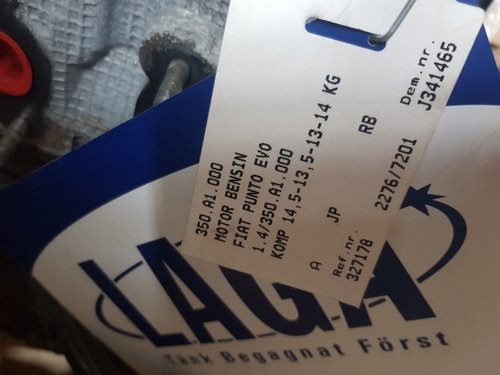 350.A1.000
MOTOR BENSIN
FIAT PUNTO EVO
1.4/350.A1.000
KOMP 14,5-13,5-13-14 KG
A JP RB
Ref.nr. 2276/7201 Dem.nr.
327178 J341465
LAGA
Tänk Begagnat Först